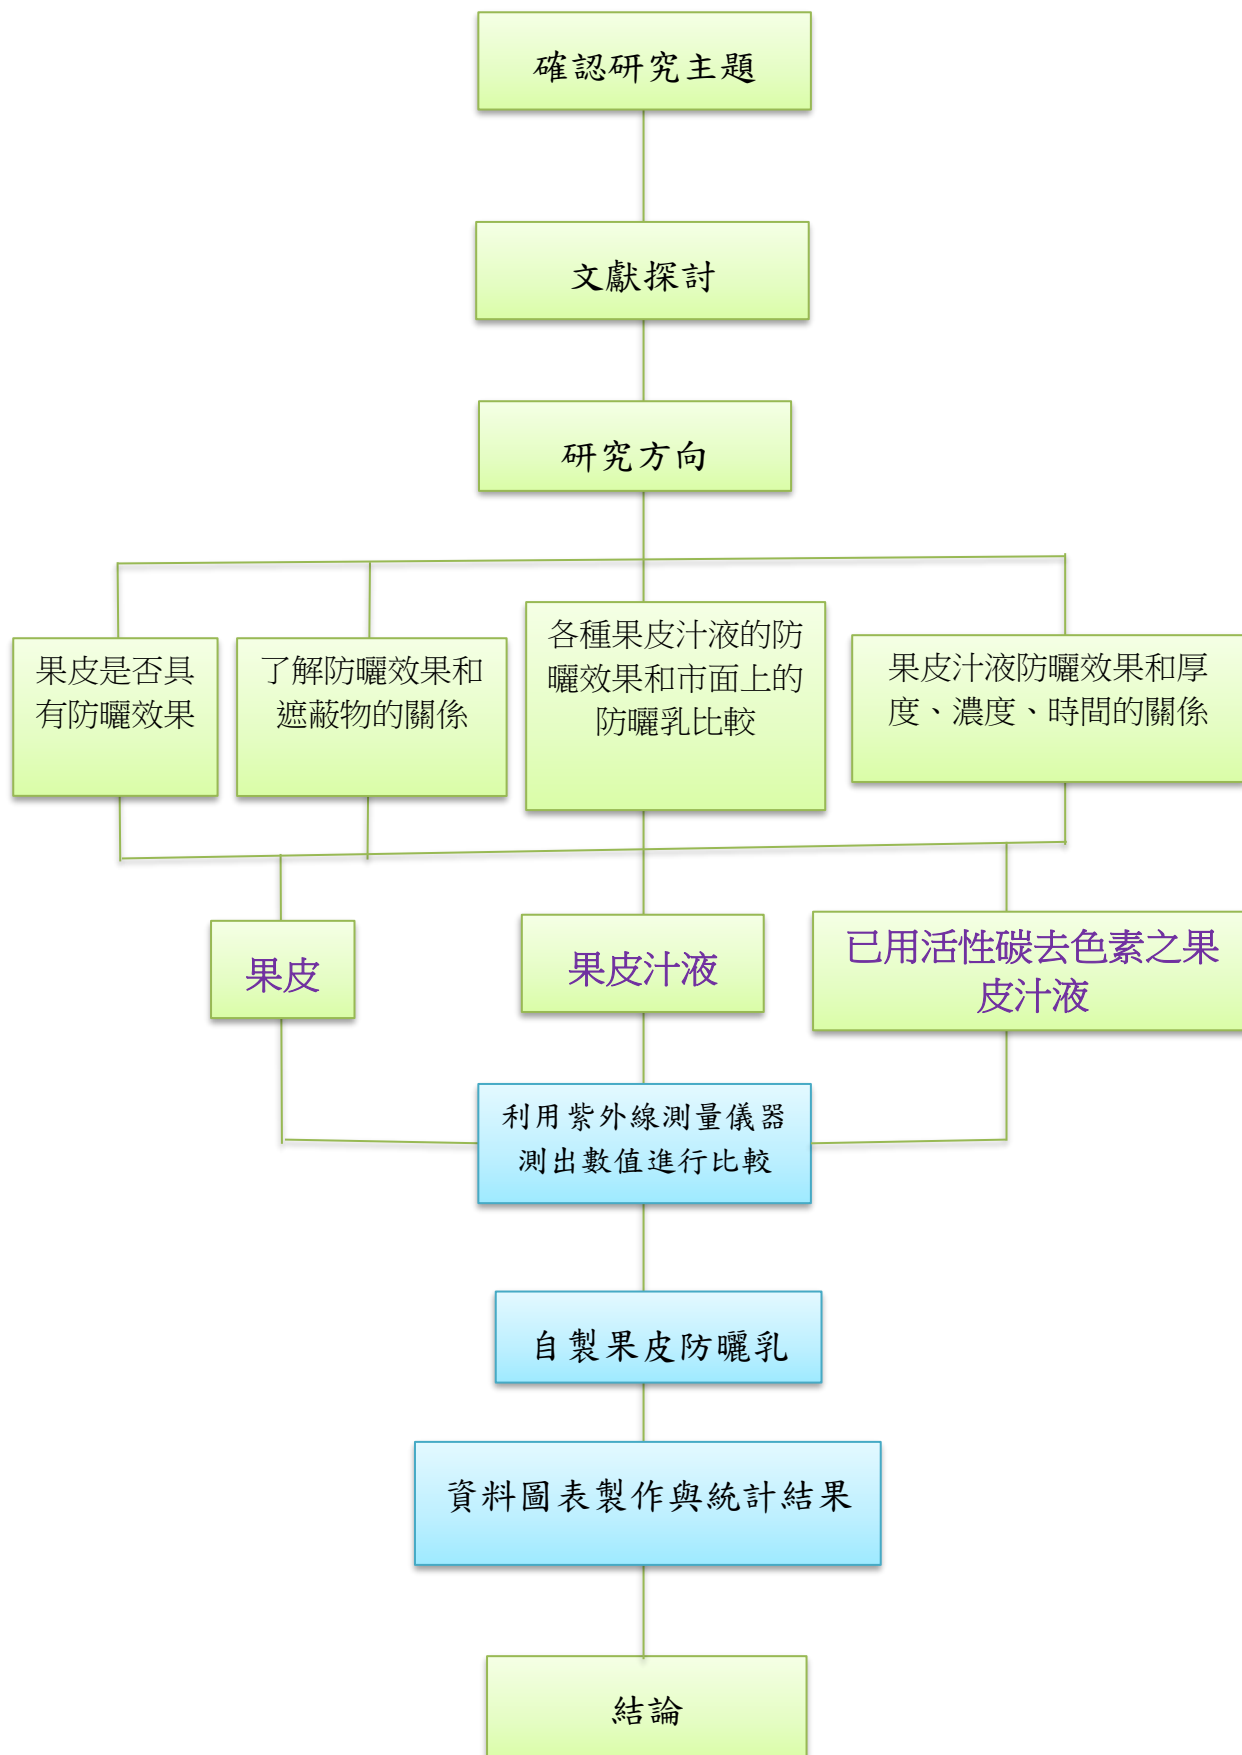 確認研究主題
文獻探討
研究方向
果皮是否具
有防曬效果
了解防曬效果和
遮蔽物的關係
各種果皮汁液的防
曬效果和市面上的
防曬乳比較
果皮汁液防曬效果和厚
度、濃度、時間的關係
果皮
果皮汁液
已用活性碳去色素之果
皮汁液
利用紫外線測量儀器
測出數值進行比較
自製果皮防曬乳
資料圖表製作與統計結果
結論